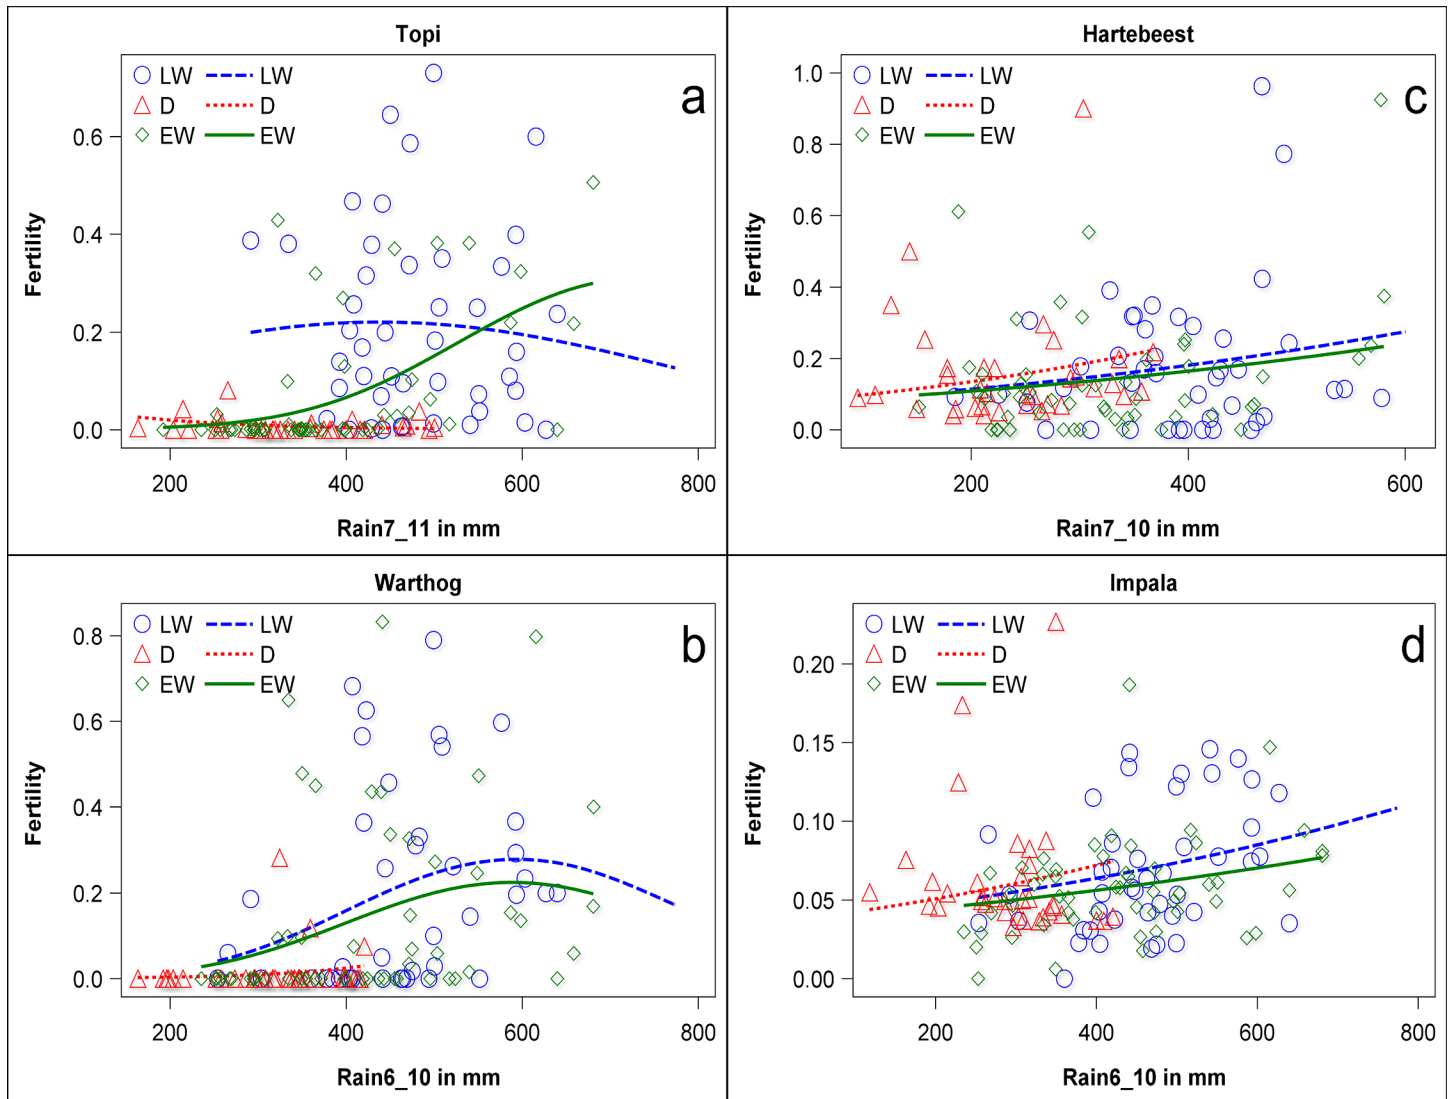 Topi
a
LW LW
D D
EW EW
Fertility
0.6
0.4
0.2
0.0
200 400 600 800
Rain7_11 in mm
Hartebeest
c
LW LW
D D
EW EW
Fertility
1.0
0.8
0.6
0.4
0.2
0.0
200 400 600
Rain7_10 in mm
Warthog
b
LW LW
D D
EW EW
Fertility
0.8
0.6
0.4
0.2
0.0
200 400 600 800
Rain6_10 in mm
Impala
d
LW LW
D D
EW EW
Fertility
0.20
0.15
0.10
0.05
0.00
200 400 600 800
Rain6_10 in mm